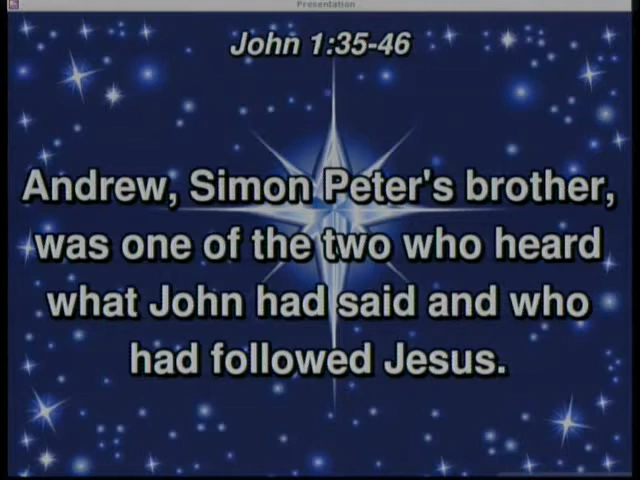 Presentation
John 1:35-46
Andrew, Simon Peter's brother,
was one of the two who heard
what John had said and who
had followed Jesus.